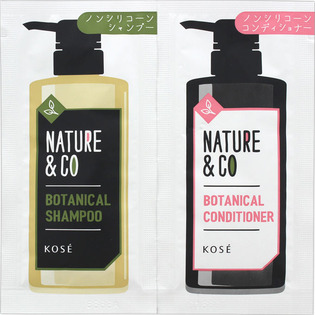 ノンシリコーン
シャンプー
NATURE
& CO
BOTANICAL
SHAMPOO
KOSÉ
ノンシリコーン
コンディショナー
NATURE
& CO
BOTANICAL
CONDITIONER
KOSÉ